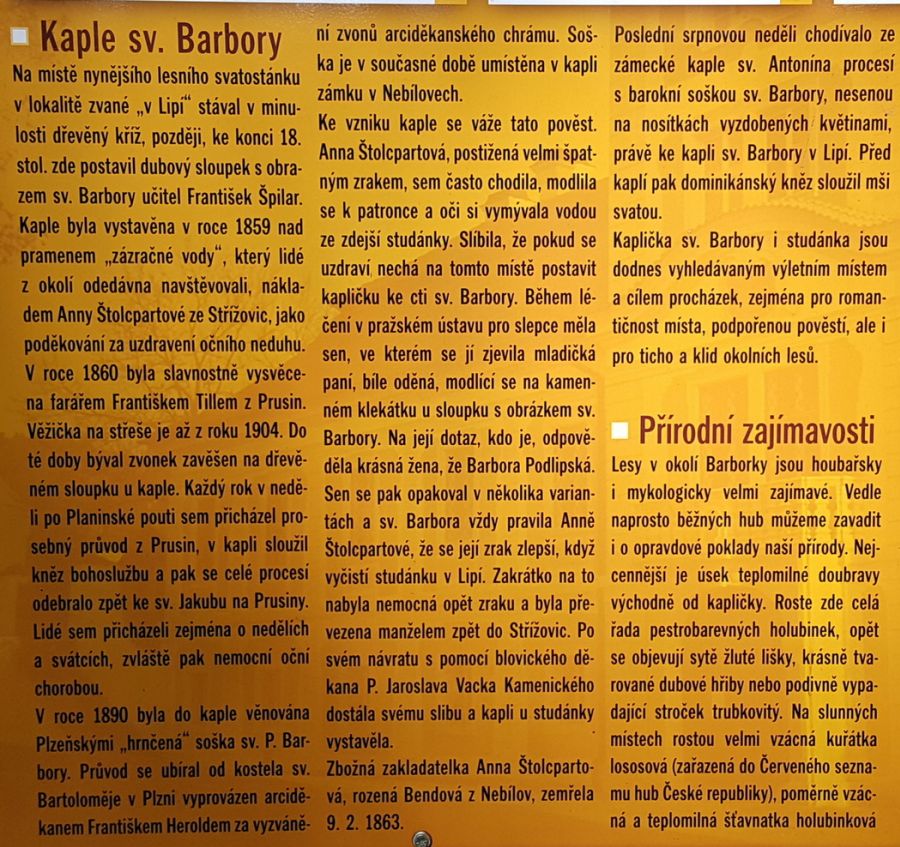 Kaple sv. Barbory
Na místě nynějšího lesního svatostánku
v lokalitě zvané „v Lipí“ stával v minu-
losti dřevěný kříž, později, ke konci 18.
stol. zde postavil dubový sloupek s obra-
zem sv. Barbory učitel František Špilar.
Kaple byla vystavěna v roce 1859 nad
pramenem „zázračné vody“, který lidé
z okolí odedávna navštěvovali, nákla-
dem Anny Štolcpartové ze Střížovic, jako
poděkování za uzdravení očního neduhu.
V roce 1860 byla slavnostně vysvěce-
na farářem Františkem Tillem z Prusin.
Věžička na střeše je až z roku 1904. Do
té doby býval zvonek zavěšen na dřevě-
ném sloupku u kaple. Každý rok v nedě-
li po Planinské pouti sem přicházel pro-
sebný průvod z Prusin, v kapli sloužil
kněz bohoslužbu a pak se celé procesí
odebralo zpět ke sv. Jakubu na Prusiny.
Lidé sem přicházeli zejména o nedělích
a svátcích, zvláště pak nemocní oční
chorobou.
V roce 1890 byla do kaple věnována
Plzeňskými „hrnčená“ soška sv. P. Bar-
bory. Průvod se ubíral od kostela sv.
Bartoloměje v Plzni vyprovázen arcidě-
kanem Františkem Heroldem za vyzváně-
ní zvonů arciděkanského chrámu. Soš-
ka je v současné době umístěna v kapli
zámku v Nebílovech.
Ke vzniku kaple se váže tato pověst.
Anna Štolcpartová, postižená velmi špat-
ným zrakem, sem často chodila, modlila
se k patronce a oči si vymývala vodou
ze zdejší studánky. Slíbila, že pokud se
uzdraví nechá na tomto místě postavit
kapličku ke cti sv. Barbory. Během lé-
čení v pražském ústavu pro slepce měla
sen, ve kterém se jí zjevila mladičká
paní, bíle oděná, modlící se na kamen-
ném klekátku u sloupku s obrázkem sv.
Barbory. Na její dotaz, kdo je, odpově-
děla krásná žena, že Barbora Podlipská.
Sen se pak opakoval v několika varian-
tách a sv. Barbora vždy pravila Anně
Štolcpartové, že se její zrak zlepší, když
vyčistí studánku v Lipí. Zakrátko na to
nabyla nemocná opět zraku a byla pře-
vezena manželem zpět do Střížovic. Po
svém návratu s pomocí blovického dě-
kana P. Jaroslava Vacka Kamenického
dostála svému slibu a kapli u studánky
vystavěla.
Zbožná zakladatelka Anna Štolcparto-
vá, rozená Bendová z Nebílov, zemřela
9. 2. 1863.
Poslední srpnovou neděli chodívalo ze
zámecké kaple sv. Antonína procesí
s barokní soškou sv. Barbory, nesenou
na nosítkách vyzdobených květinami,
právě ke kapli sv. Barbory v Lipí. Před
kaplí pak dominikánský kněz sloužil mši
svatou.
Kaplička sv. Barbory i studánka jsou
dodnes vyhledávaným výletním místem
a cílem procházek, zejména pro roman-
tičnost místa, podpořenou pověstí, ale i
pro ticho a klid okolních lesů.
Přírodní zajímavosti
Lesy v okolí Barborky jsou houbařsky
i mykologicky velmi zajímavé. Vedle
naprosto běžných hub můžeme zavadit
i o opravdové poklady naší přírody. Nej-
cennější je úsek teplomilné doubravy
východně od kapličky. Roste zde celá
řada pestrobarevných holubinek, opět
se objevují sytě žluté lišky, krásně tva-
rované dubové hřiby nebo podivně vypa-
dající stroček trubkovitý. Na slunných
místech rostou velmi vzácná kuřátka
lososová (zařazená do Červeného sezna-
mu hub České republiky), poměrně vzác-
ná a teplomilná šťavnatka holubinková